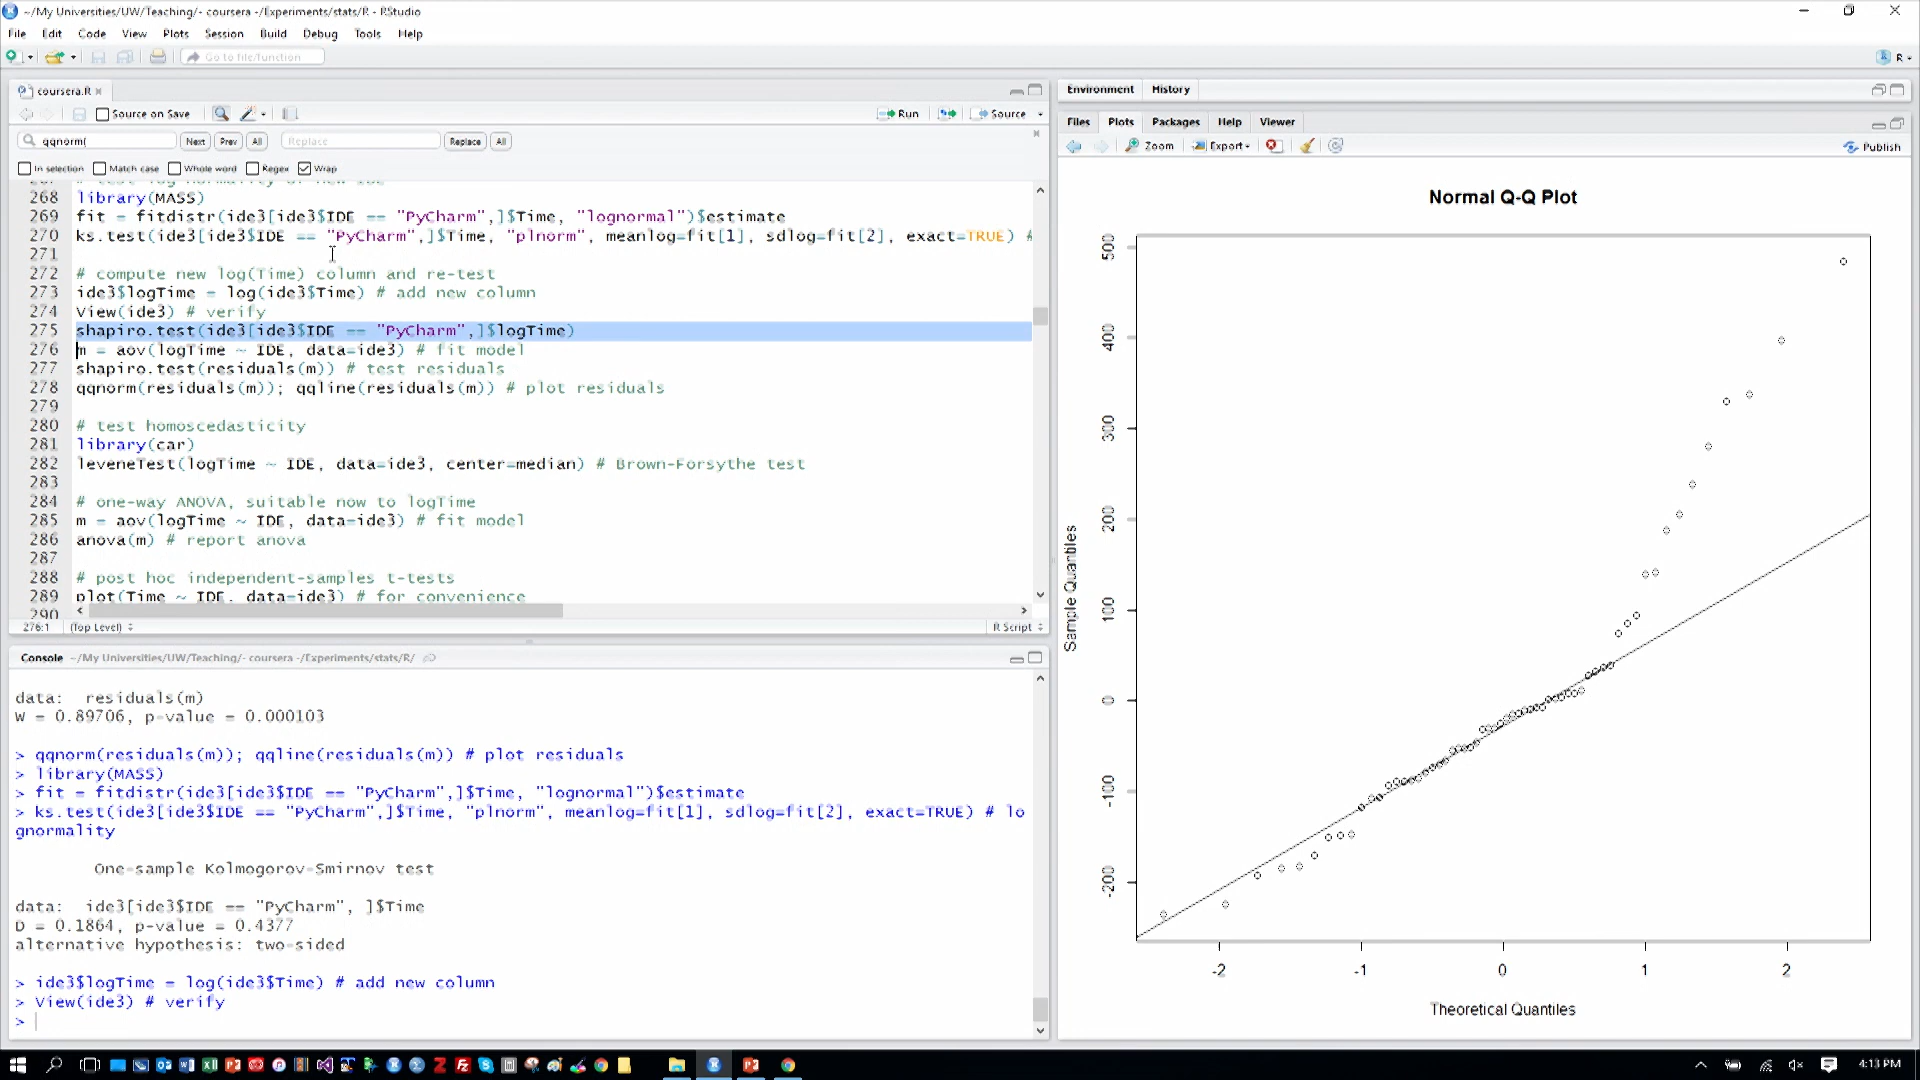 ~/My Universities/UW/Teaching/- coursera -/Experiments/stats/R - RStudio
File Edit Code View Plots Session Build Debug Tools Help
Go to file/function
R
coursera.R
Source on Save
Run
Source
qqnorm(
Next Prev All
Replace
Replace All
In selection Match case Whole word Regex Wrap
268 library(MASS)
269 fit = fitdistr(ide3[ide3$IDE == "PyCharm",]$Time, "lognormal")$estimate
270 ks.test(ide3[ide3$IDE == "PyCharm",]$Time, "plnorm", meanlog=fit[1], sdlog=fit[2], exact=TRUE) #
271
272 # compute new log(Time) column and re-test
273 ide3$logTime = log(ide3$Time) # add new column
274 View(ide3) # verify
275 shapiro.test(ide3[ide3$IDE == "PyCharm",]$logTime)
276 m = aov(logTime ~ IDE, data=ide3) # fit model
277 shapiro.test(residuals(m)) # test residuals
278 qqnorm(residuals(m)); qqline(residuals(m)) # plot residuals
279
280 # test homoscedasticity
281 library(car)
282 leveneTest(logTime ~ IDE, data=ide3, center=median) # Brown-Forsythe test
283
284 # one-way ANOVA, suitable now to logTime
285 m = aov(logTime ~ IDE, data=ide3) # fit model
286 anova(m) # report anova
287
288 # post hoc independent-samples t-tests
289 plot(Time ~ IDE, data=ide3) # for convenience
290
276:1 (Top Level) R Script
Console ~/My Universities/UW/Teaching/- coursera -/Experiments/stats/R/
data: residuals(m)
W = 0.89706, p-value = 0.000103
> qqnorm(residuals(m)); qqline(residuals(m)) # plot residuals
> library(MASS)
> fit = fitdistr(ide3[ide3$IDE == "PyCharm",]$Time, "lognormal")$estimate
> ks.test(ide3[ide3$IDE == "PyCharm",]$Time, "plnorm", meanlog=fit[1], sdlog=fit[2], exact=TRUE) # lo
gnormality
One-sample Kolmogorov-Smirnov test
data: ide3[ide3$IDE == "PyCharm", ]$Time
D = 0.1864, p-value = 0.4377
alternative hypothesis: two-sided
> ide3$logTime = log(ide3$Time) # add new column
> View(ide3) # verify
>
Environment History
Files Plots Packages Help Viewer
Zoom Export Publish
Normal Q-Q Plot
Sample Quantiles
500
400
300
200
100
0
-100
-200
-2 -1 0 1 2
Theoretical Quantiles
4:13 PM